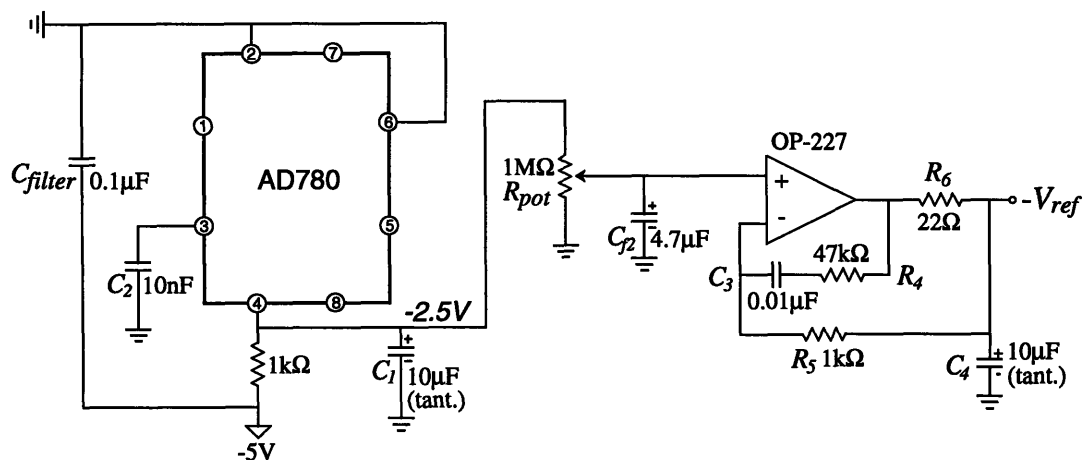 2
7
1
6
AD780
3
5
4
8
C_filter
0.1µF
C_2
10nF
-2.5V
1kΩ
+
-
C_1
10µF
(tant.)
-5V
1MΩ
R_pot
+
-
C_f2
4.7µF
OP-227
+
-
R_6
22Ω
-V_ref
47kΩ
R_4
C_3
0.01µF
R_5 1kΩ
+
-
C_4
10µF
(tant.)